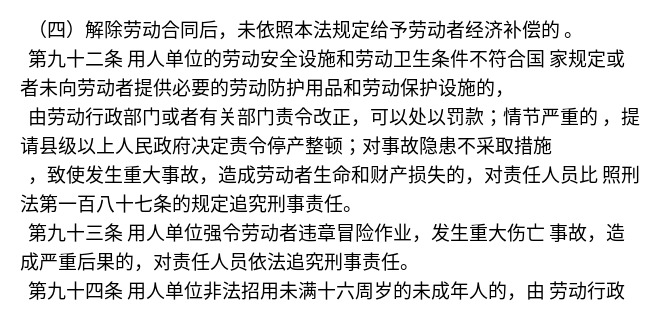 （四）解除劳动合同后，未依照本法规定给予劳动者经济补偿的 。
第九十二条 用人单位的劳动安全设施和劳动卫生条件不符合国 家规定或
者未向劳动者提供必要的劳动防护用品和劳动保护设施的，
由劳动行政部门或者有关部门责令改正，可以处以罚款 ；情节严重的 ，提
请县级以上人民政府决定责令停产整顿 ；对事故隐患不采取措施
，致使发生重大事故，造成劳动者生命和财产损失的，对责任人员比 照刑
法第一百八十七条的规定追究刑事责任。
第九十三条 用人单位强令劳动者违章冒险作业，发生重大伤亡 事故，造
成严重后果的，对责任人员依法追究刑事责任。
第九十四条 用人单位非法招用未满十六周岁的未成年人的，由 劳动行政